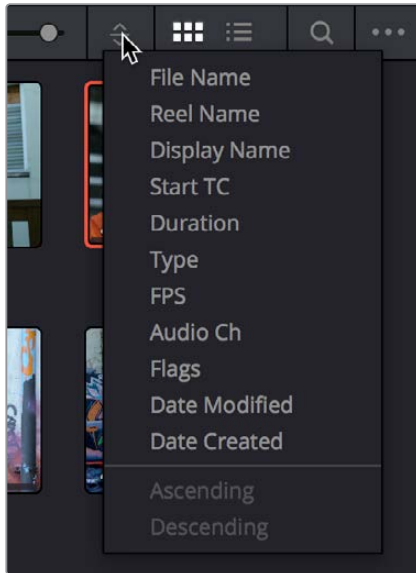 File Name
Reel Name
Display Name
Start TC
Duration
Type
FPS
Audio Ch
Flags
Date Modified
Date Created
Ascending
Descending